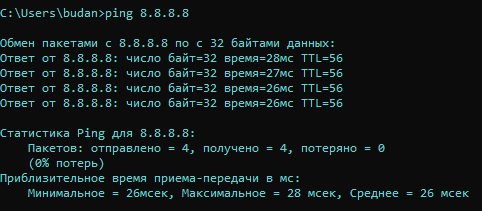 C:\Users\budan>ping 8.8.8.8
Обмен пакетами с 8.8.8.8 по с 32 байтами данных:
Ответ от 8.8.8.8: число байт=32 время=28мс TTL=56
Ответ от 8.8.8.8: число байт=32 время=27мс TTL=56
Ответ от 8.8.8.8: число байт=32 время=26мс TTL=56
Ответ от 8.8.8.8: число байт=32 время=26мс TTL=56
Статистика Ping для 8.8.8.8:
Пакетов: отправлено = 4, получено = 4, потеряно = 0
(0% потерь)
Приблизительное время приема-передачи в мс:
Минимальное = 26мсек, Максимальное = 28 мсек, Среднее = 26 мсек